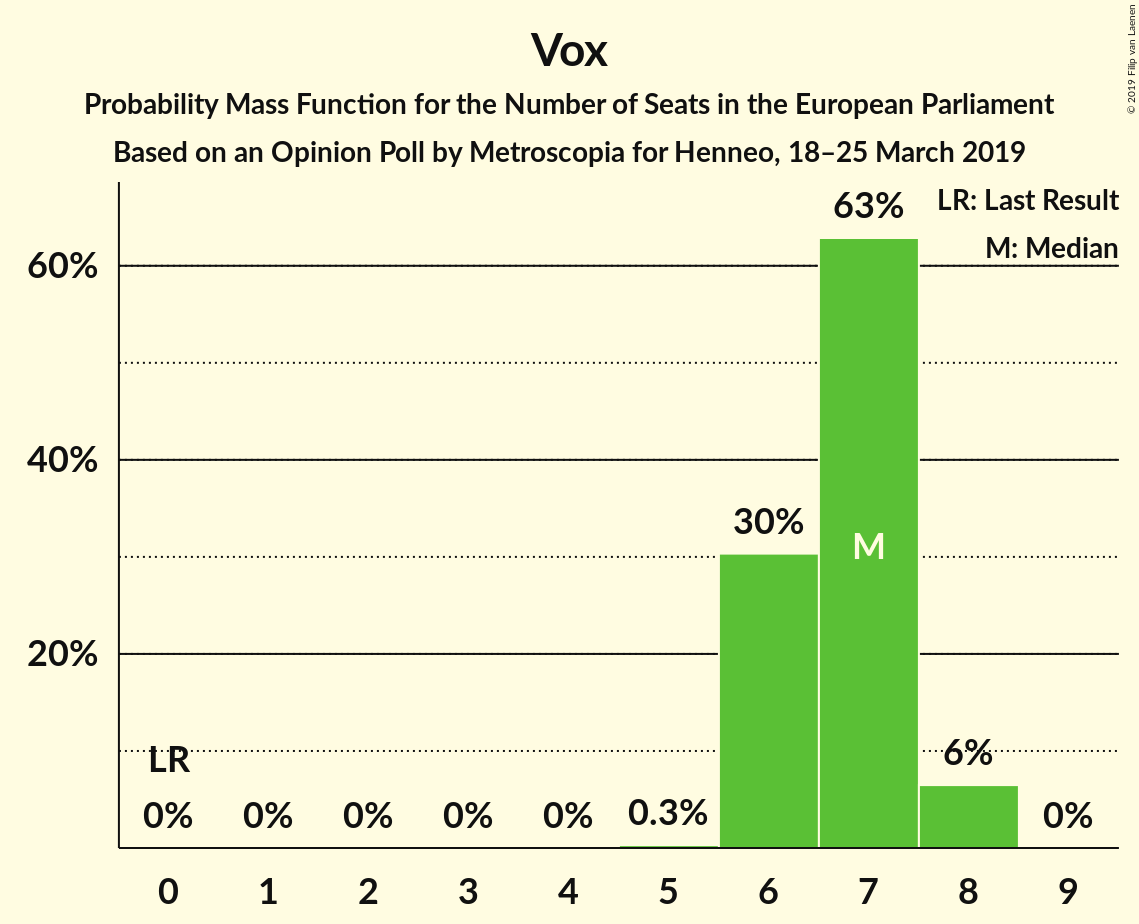 Vox
Probability Mass Function for the Number of Seats in the European Parliament
Based on an Opinion Poll by Metroscopia for Henneo, 18–25 March 2019
© 2019 Filip van Laenen
LR: Last Result
M: Median
63%
60%
40%
30%
M
20%
LR
6%
0%
0%
0%
0%
0%
0.3%
0%
0
1
2
3
4
5
6
7
8
9